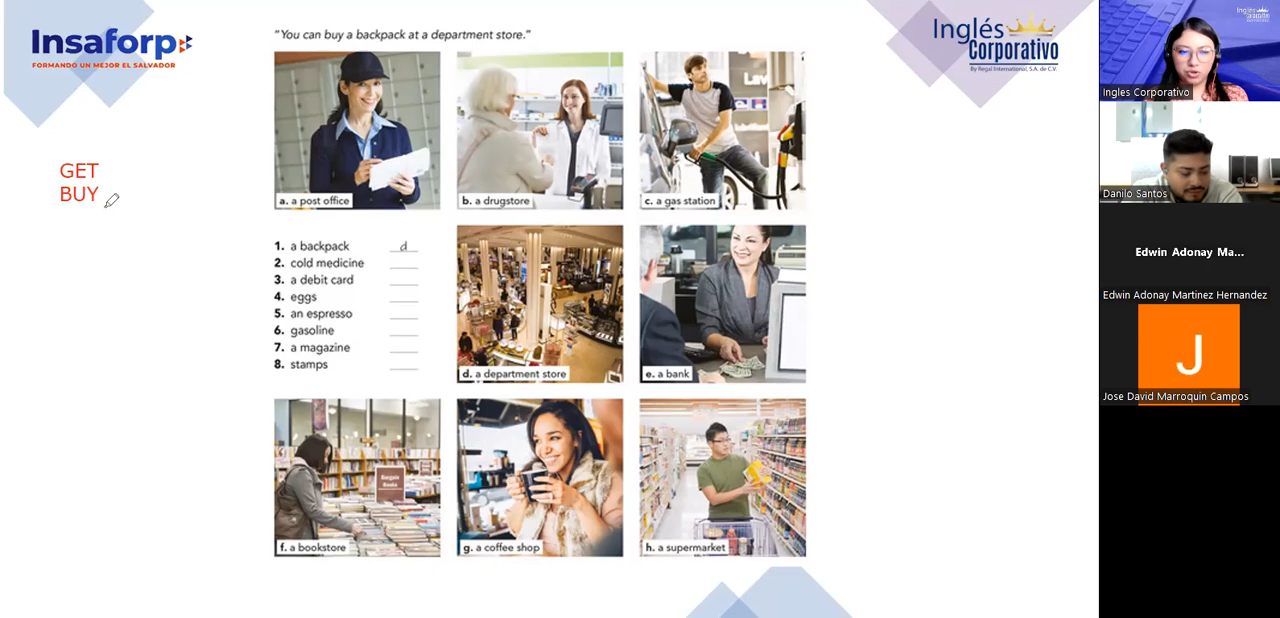 Insaforp
FORMANDO UN MEJOR EL SALVADOR
"You can buy a backpack at a department store."
Inglés
Corporativo
By Regal International, S.A. de C.V.
GET
BUY
a. a post office
b. a drugstore
c. a gas station
1. a backpack d
2. cold medicine
3. a debit card
4. eggs
5. an espresso
6. gasoline
7. a magazine
8. stamps
d. a department store
e. a bank
f. a bookstore
g. a coffee shop
h. a supermarket
Ingles Corporativo
Danilo Santos
Edwin Adonay Ma...
Edwin Adonay Martinez Hernandez
J
Jose David Marroquin Campos